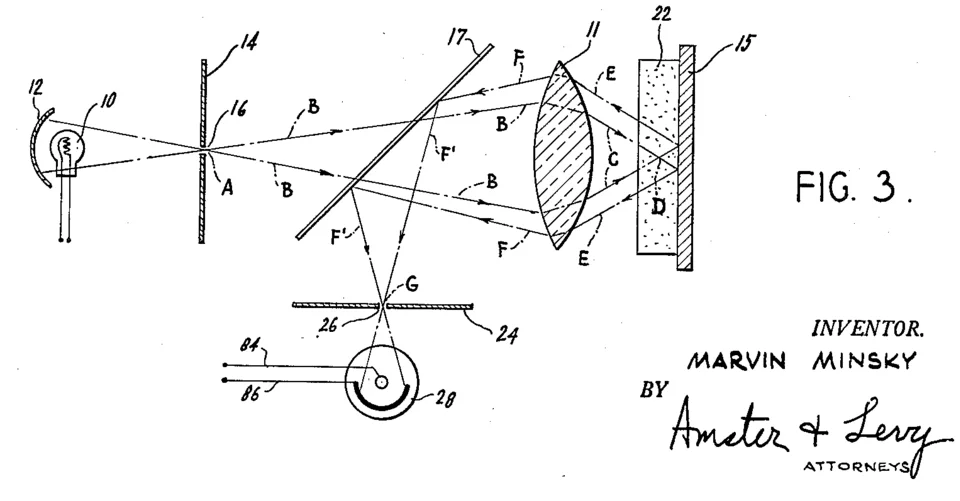 12
10
14
16
A
B
B
17
F
B
B
F
F'
F'
11
E
C
D
E
22
15
FIG. 3.
G
26
24
84
86
28
INVENTOR.
MARVIN MINSKY
BY
Amster & Levy
ATTORNEYS